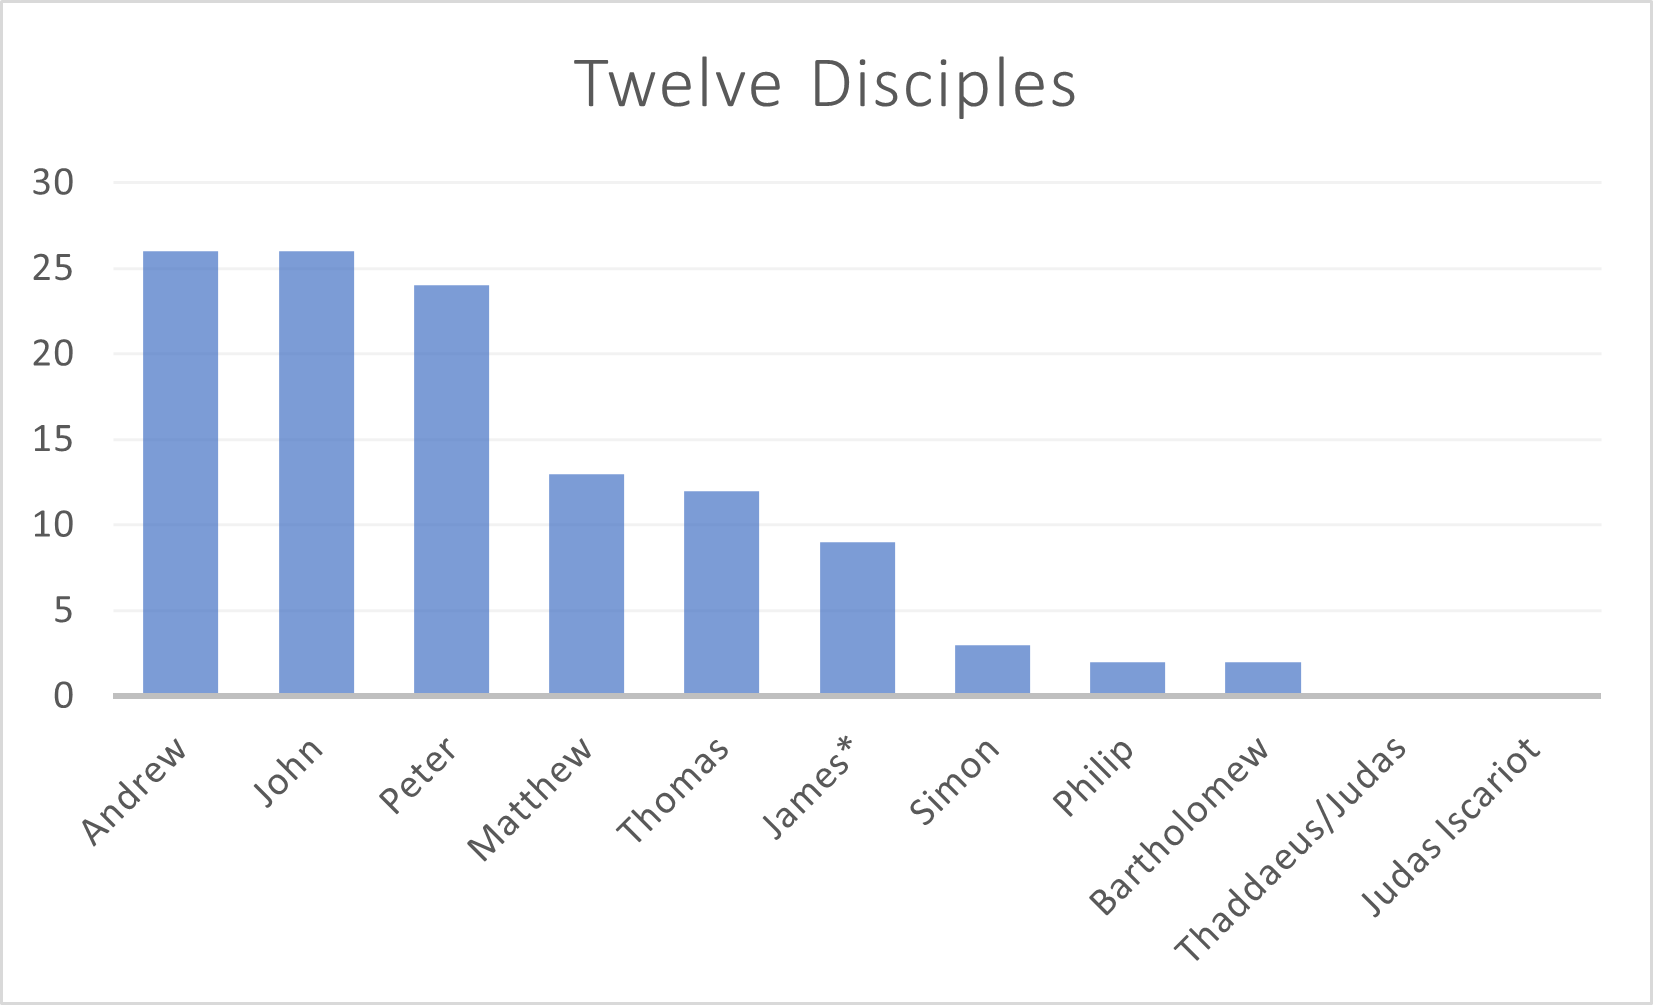 Twelve Disciples
30
25
20
15
10
5
0
Andrew
John
Peter
Matthew
Thomas
James*
Simon
Philip
Bartholomew
Thaddaeus/Judas
Judas Iscariot